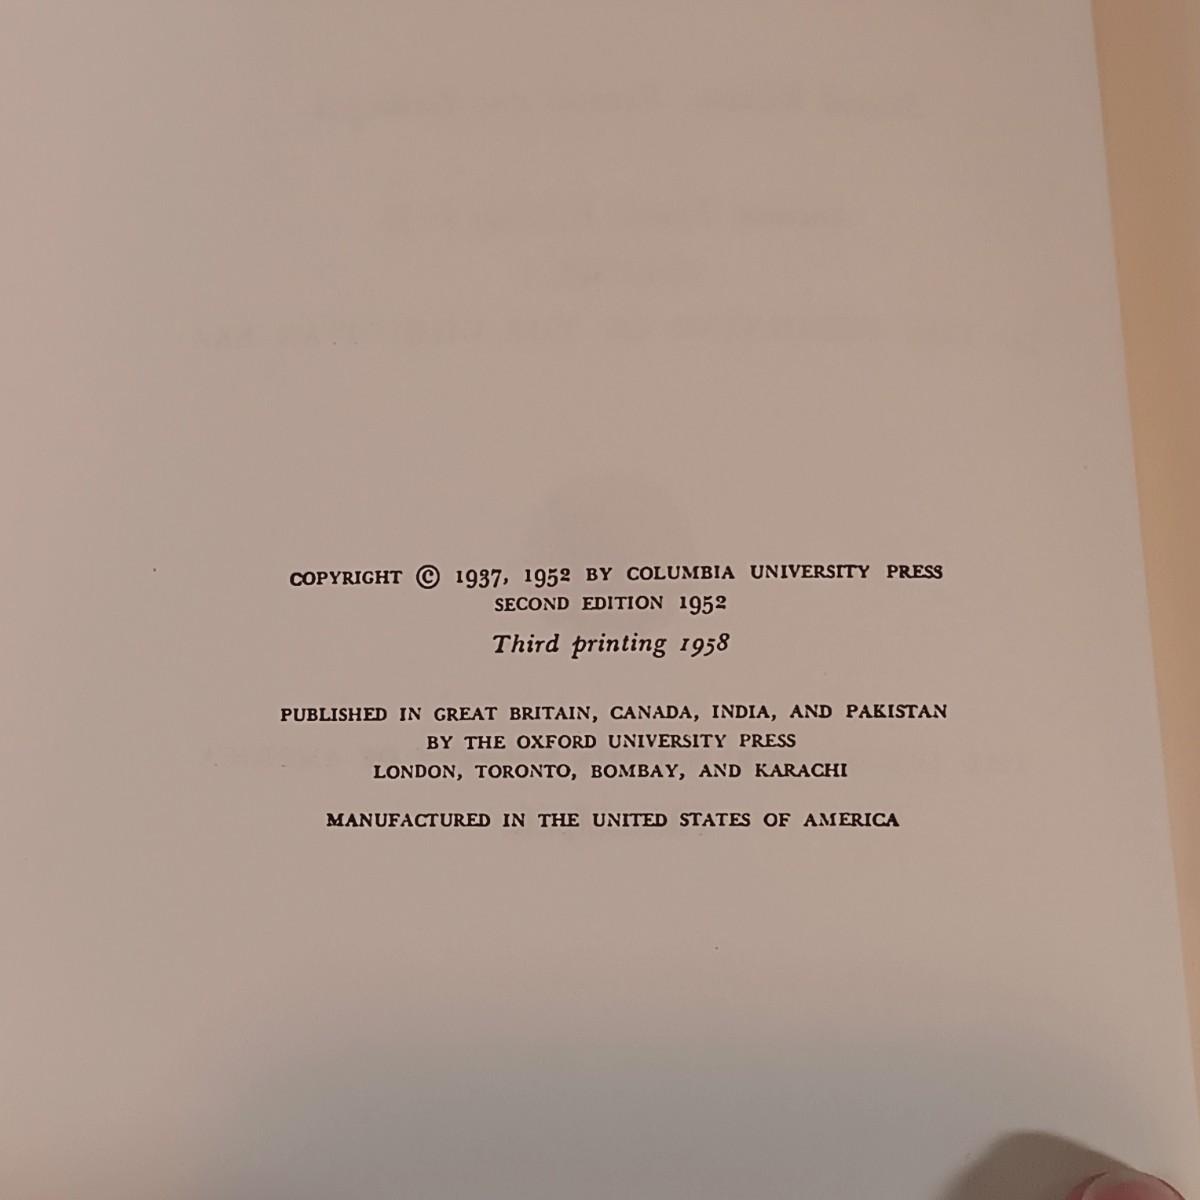 COPYRIGHT © 1937, 1952 BY COLUMBIA UNIVERSITY PRESS
SECOND EDITION 1952
Third printing 1958
PUBLISHED IN GREAT BRITAIN, CANADA, INDIA, AND PAKISTAN
BY THE OXFORD UNIVERSITY PRESS
LONDON, TORONTO, BOMBAY, AND KARACHI
MANUFACTURED IN THE UNITED STATES OF AMERICA